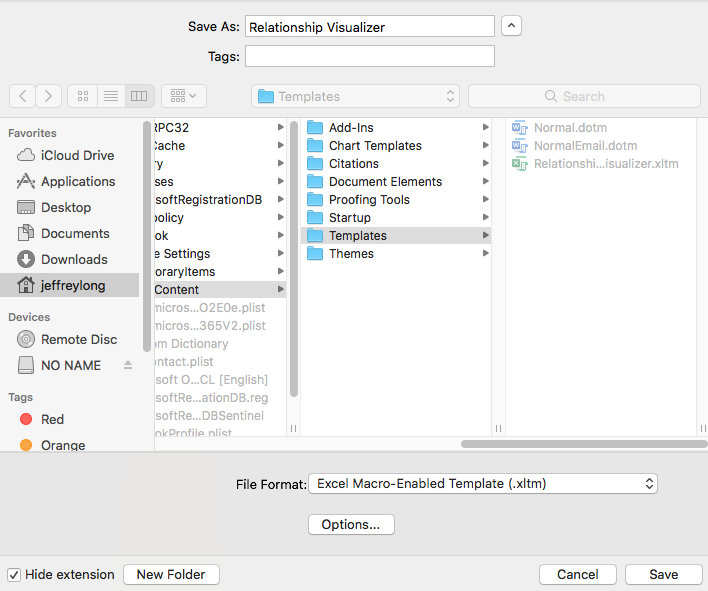 Save As: Relationship Visualizer
Tags:
Templates
Search
Favorites
iCloud Drive
Applications
Desktop
Documents
Downloads
jeffreylong
Devices
Remote Disc
NO NAME
Tags
Red
Orange
RPC32
Cache
ry
ses
softRegistrationDB
policy
ok
e Settings
oraryItems
Content
micros...O2E0e.plist
micros...365V2.plist
om Dictionary
ontact.plist
soft O...CL [English]
softRe...ationDB.reg
softRe...DBSentinel
ookProfile.plist
Add-Ins
Chart Templates
Citations
Document Elements
Proofing Tools
Startup
Templates
Themes
Normal.dotm
NormalEmail.dotm
Relationshi...isualizer.xltm
File Format: Excel Macro-Enabled Template (.xltm)
Options...
Hide extension
New Folder
Cancel
Save